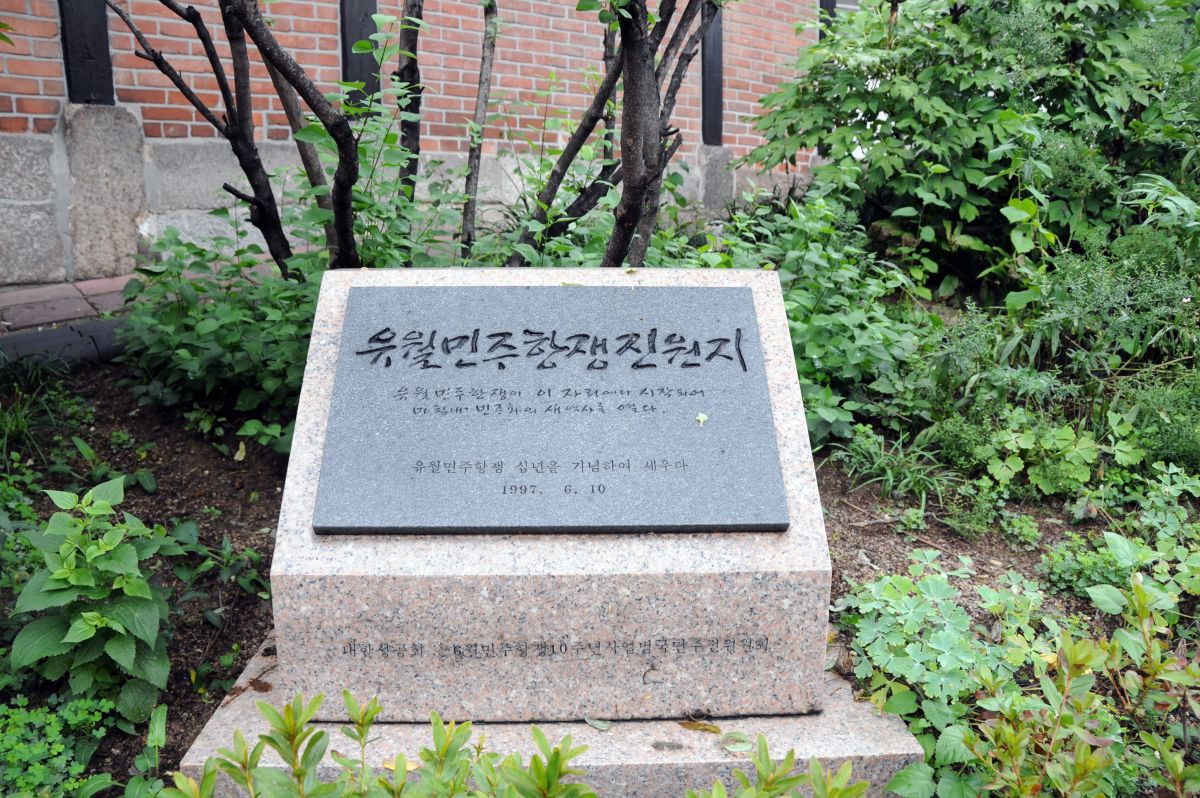 유월민주항쟁진원지
유월민주항쟁이 이 자리에서 시작되어
마침내 민주화의 새역사를 열다.
유월민주항쟁 십년을 기념하여 세우다
1997. 6. 10
대한성공회 6월민주항쟁10주년사업범국민추진위원회